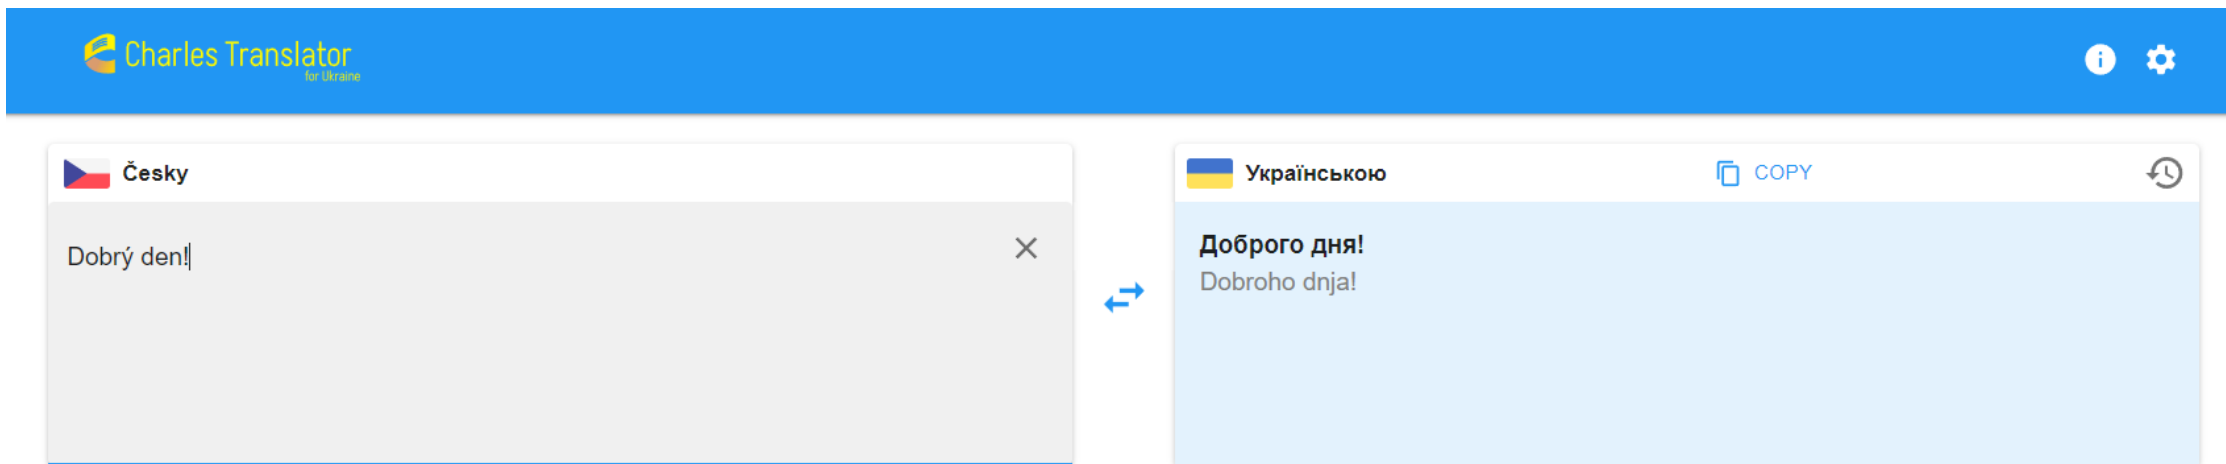 Charles Translator
for Ukraine
Česky
Dobrý den!
Українською
COPY
Доброго дня!
Dobroho dnja!